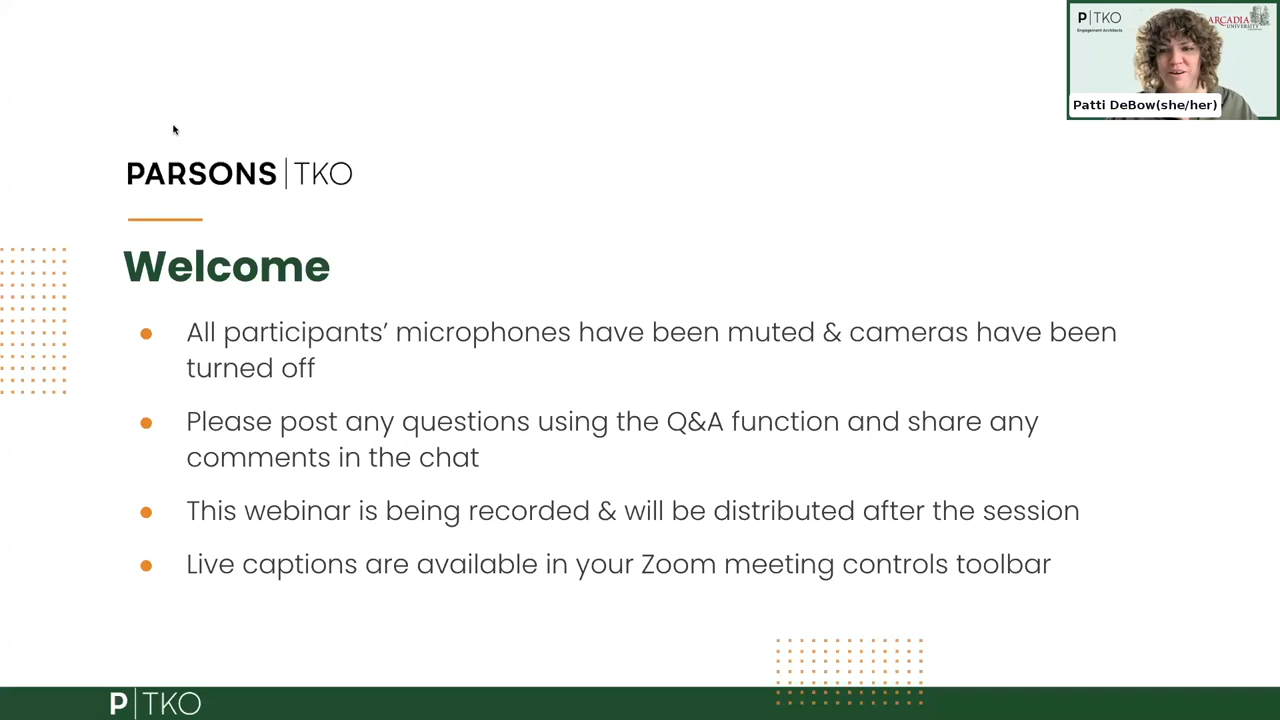 P|TKO
Engagement Architects
ARCADIA
UNIVERSITY
Patti DeBow(she/her)
PARSONS|TKO
Welcome
All participants’ microphones have been muted & cameras have been
turned off
Please post any questions using the Q&A function and share any
comments in the chat
This webinar is being recorded & will be distributed after the session
Live captions are available in your Zoom meeting controls toolbar
P|TKO